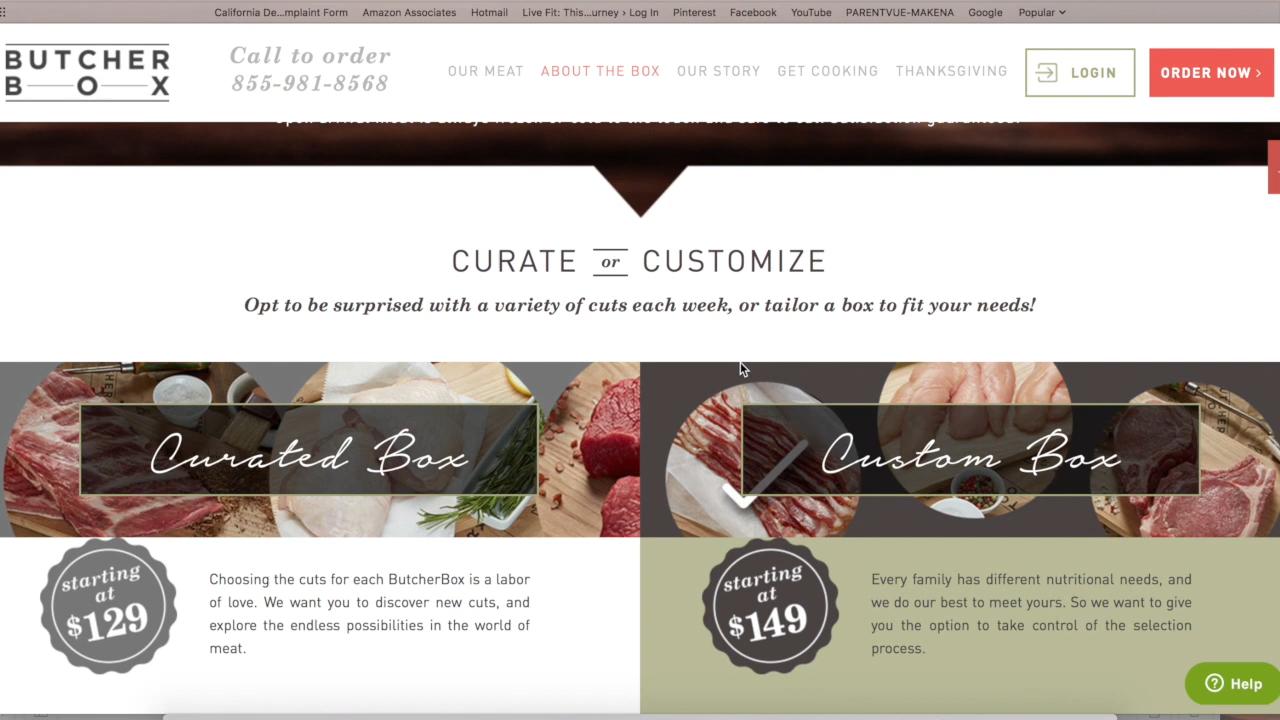 California De...mplaint Form Amazon Associates Hotmail Live Fit: This...urney › Log In Pinterest Facebook YouTube PARENTVUE-MAKENA Google Popular
BUTCHER
BOX
Call to order
855-981-8568
OUR MEAT ABOUT THE BOX OUR STORY GET COOKING THANKSGIVING
LOGIN
ORDER NOW ›
CURATE or CUSTOMIZE
Opt to be surprised with a variety of cuts each week, or tailor a box to fit your needs!
Curated Box
Custom Box
starting
at
$129
Choosing the cuts for each ButcherBox is a labor
of love. We want you to discover new cuts, and
explore the endless possibilities in the world of
meat.
starting
at
$149
Every family has different nutritional needs, and
we do our best to meet yours. So we want to give
you the option to take control of the selection
process.
Help